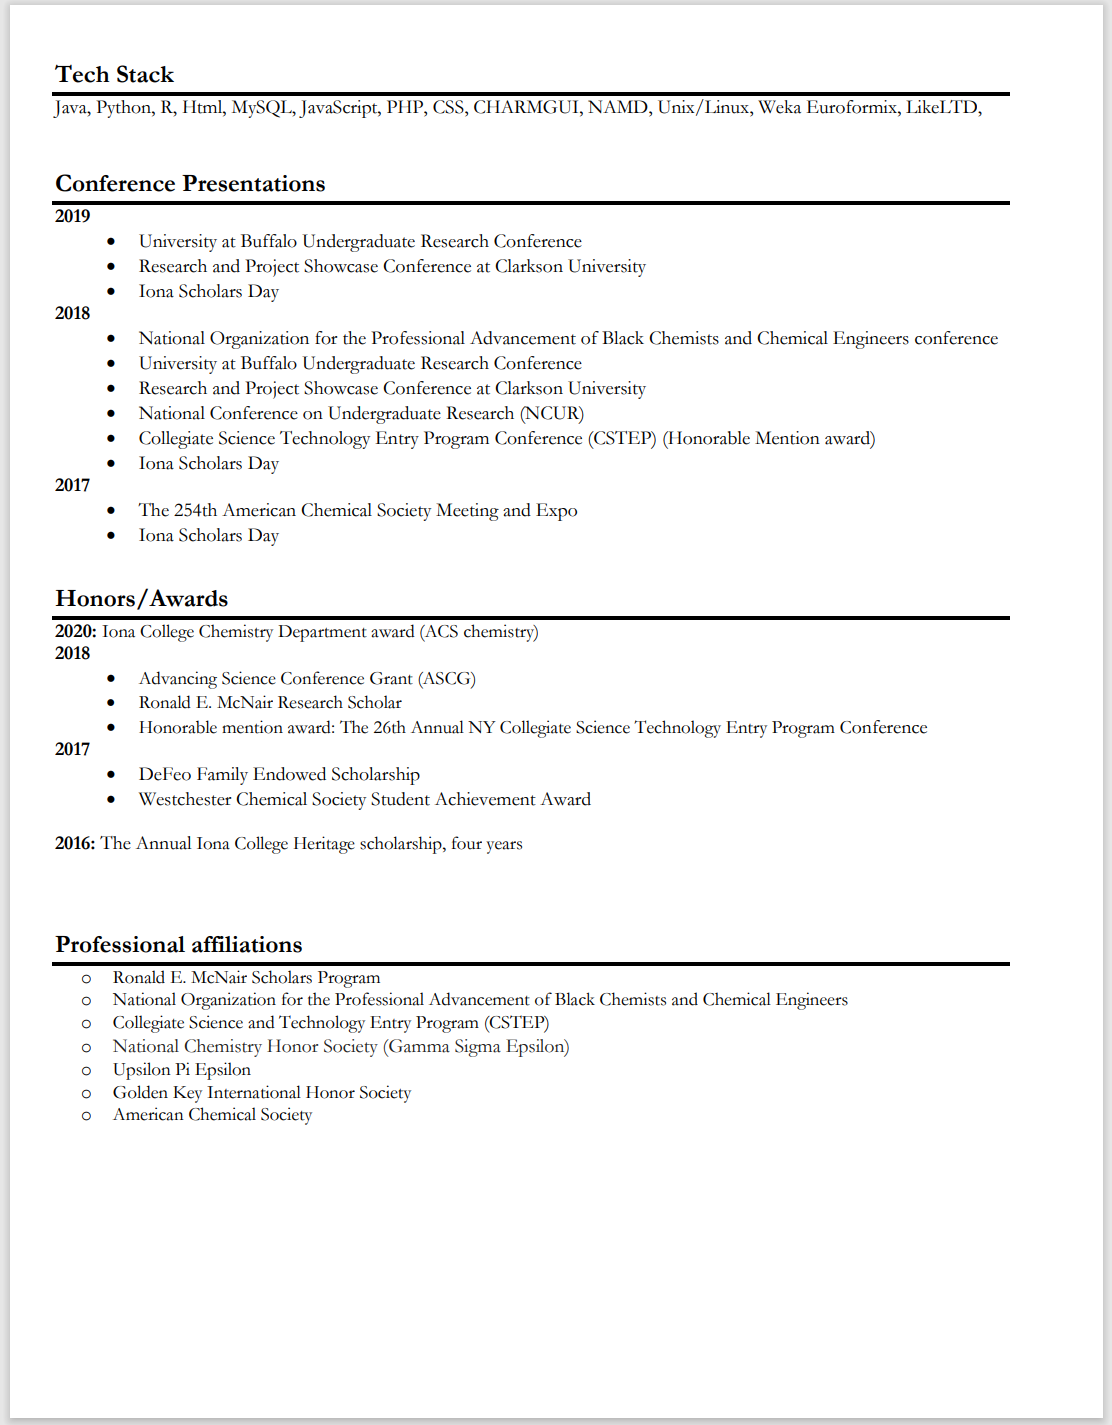 Tech Stack
Java, Python, R, Html, MySQL, JavaScript, PHP, CSS, CHARMGUI, NAMD, Unix/Linux, Weka Euroformix, LikeLTD,
Conference Presentations
2019
• University at Buffalo Undergraduate Research Conference
• Research and Project Showcase Conference at Clarkson University
• Iona Scholars Day
2018
• National Organization for the Professional Advancement of Black Chemists and Chemical Engineers conference
• University at Buffalo Undergraduate Research Conference
• Research and Project Showcase Conference at Clarkson University
• National Conference on Undergraduate Research (NCUR)
• Collegiate Science Technology Entry Program Conference (CSTEP) (Honorable Mention award)
• Iona Scholars Day
2017
• The 254th American Chemical Society Meeting and Expo
• Iona Scholars Day
Honors/Awards
2020: Iona College Chemistry Department award (ACS chemistry)
2018
• Advancing Science Conference Grant (ASCG)
• Ronald E. McNair Research Scholar
• Honorable mention award: The 26th Annual NY Collegiate Science Technology Entry Program Conference
2017
• DeFeo Family Endowed Scholarship
• Westchester Chemical Society Student Achievement Award
2016: The Annual Iona College Heritage scholarship, four years
Professional affiliations
o Ronald E. McNair Scholars Program
o National Organization for the Professional Advancement of Black Chemists and Chemical Engineers
o Collegiate Science and Technology Entry Program (CSTEP)
o National Chemistry Honor Society (Gamma Sigma Epsilon)
o Upsilon Pi Epsilon
o Golden Key International Honor Society
o American Chemical Society